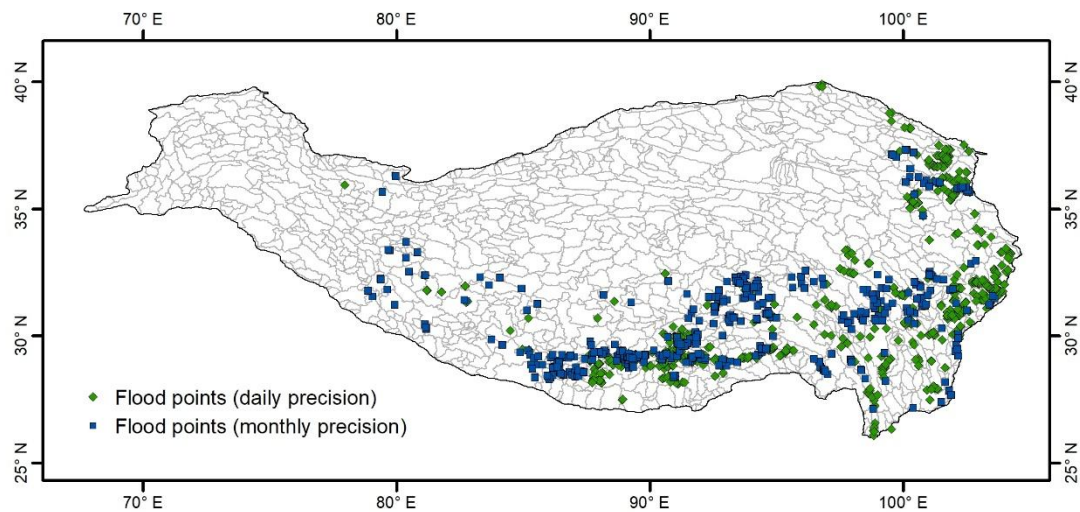 70° E 80° E 90° E 100° E
40° N 40° N
35° N 35° N
30° N 30° N
Flood points (daily precision)
Flood points (monthly precision)
25° N 25° N
70° E 80° E 90° E 100° E